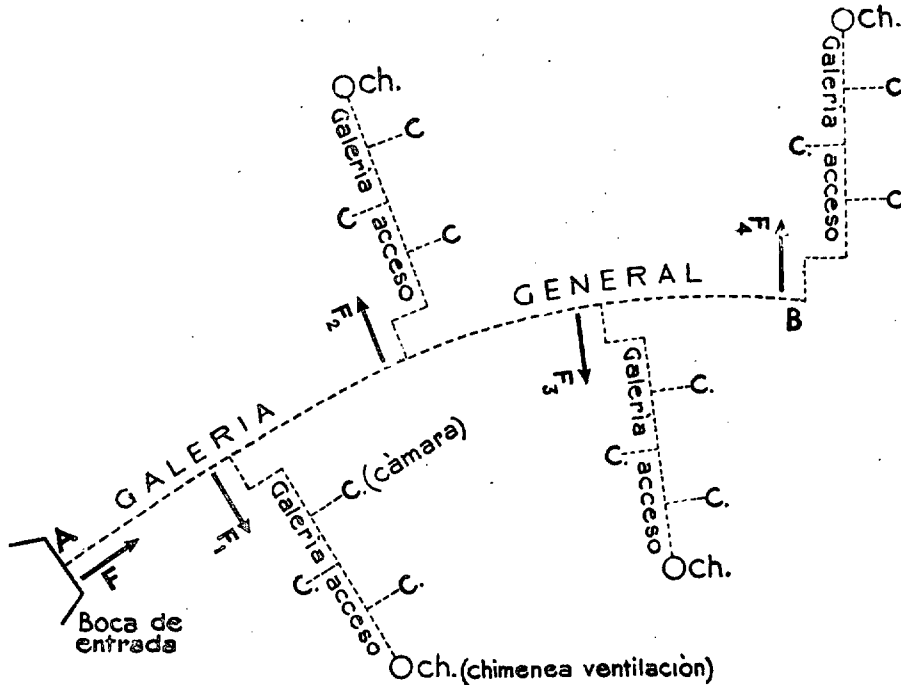 ch.
Galeria acceso
C
C.
C
F4
ch.
Galeria acceso
C
C
C
F2
GALERIA GENERAL
B
F3
Galeria acceso
C.
C.
C.
ch.
A
F
Boca de
entrada
F1
Galeria acceso
C. (càmara)
C.
C.
ch. (chimenea ventilaciòn)